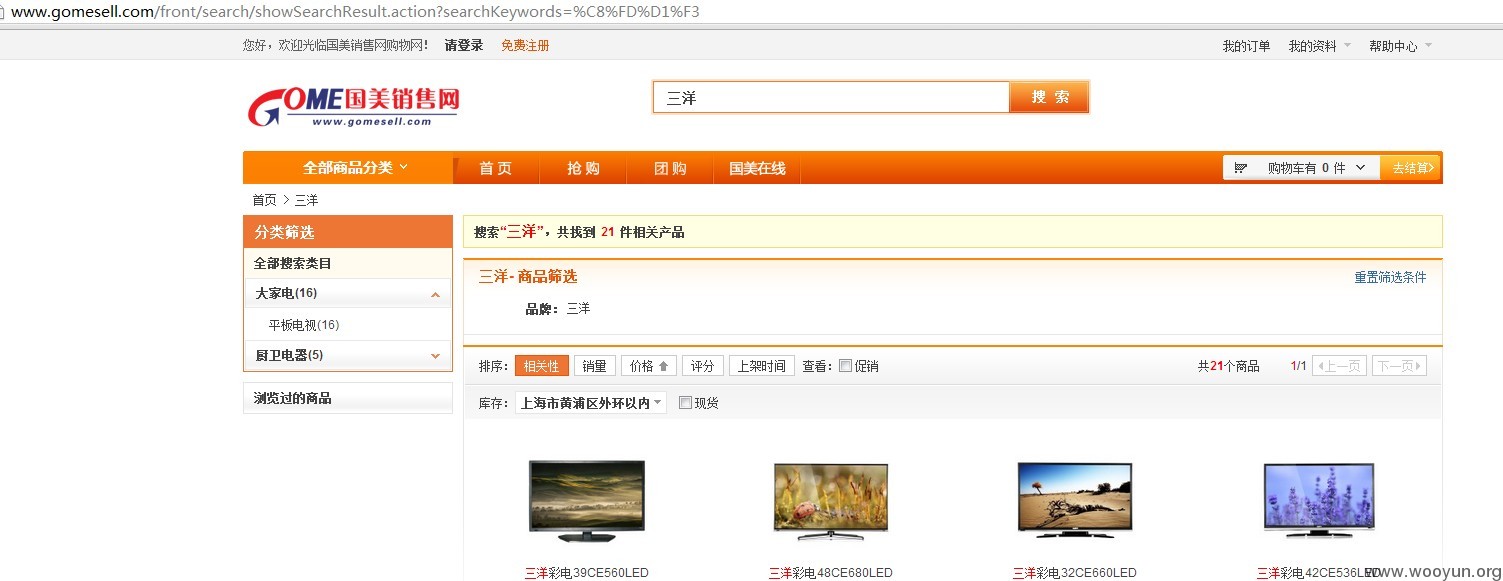 www.gomesell.com/front/search/showSearchResult.action?searchKeywords=%C8%FD%D1%F3
您好，欢迎光临国美销售网购物网！ 请登录 免费注册 我的订单 我的资料 帮助中心
GOME国美销售网
www.gomesell.com
三洋 搜 索
全部商品分类 首 页 抢 购 团 购 国美在线 购物车有 0 件 去结算>
首页 > 三洋
分类筛选
全部搜索类目
大家电(16)
平板电视(16)
厨卫电器(5)
浏览过的商品
搜索“三洋”，共找到 21 件相关产品
三洋- 商品筛选 重置筛选条件
品牌： 三洋
排序： 相关性 销量 价格 评分 上架时间 查看： 促销 共21个商品 1/1 上一页 下一页
库存： 上海市黄浦区外环以内 现货
三洋彩电39CE560LED 三洋彩电48CE680LED 三洋彩电32CE660LED 三洋彩电42CE536LED
www.wooyun.org